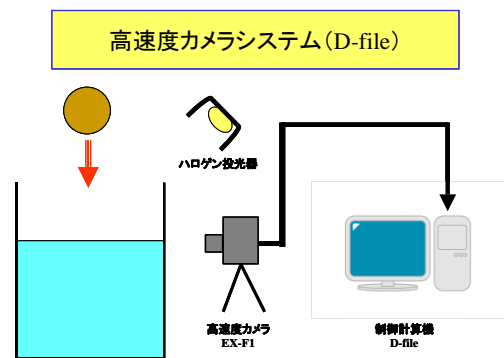 高速度カメラシステム(D-file)
ハロゲン投光器
高速度カメラ
EX-F1
制御計算機
D-file